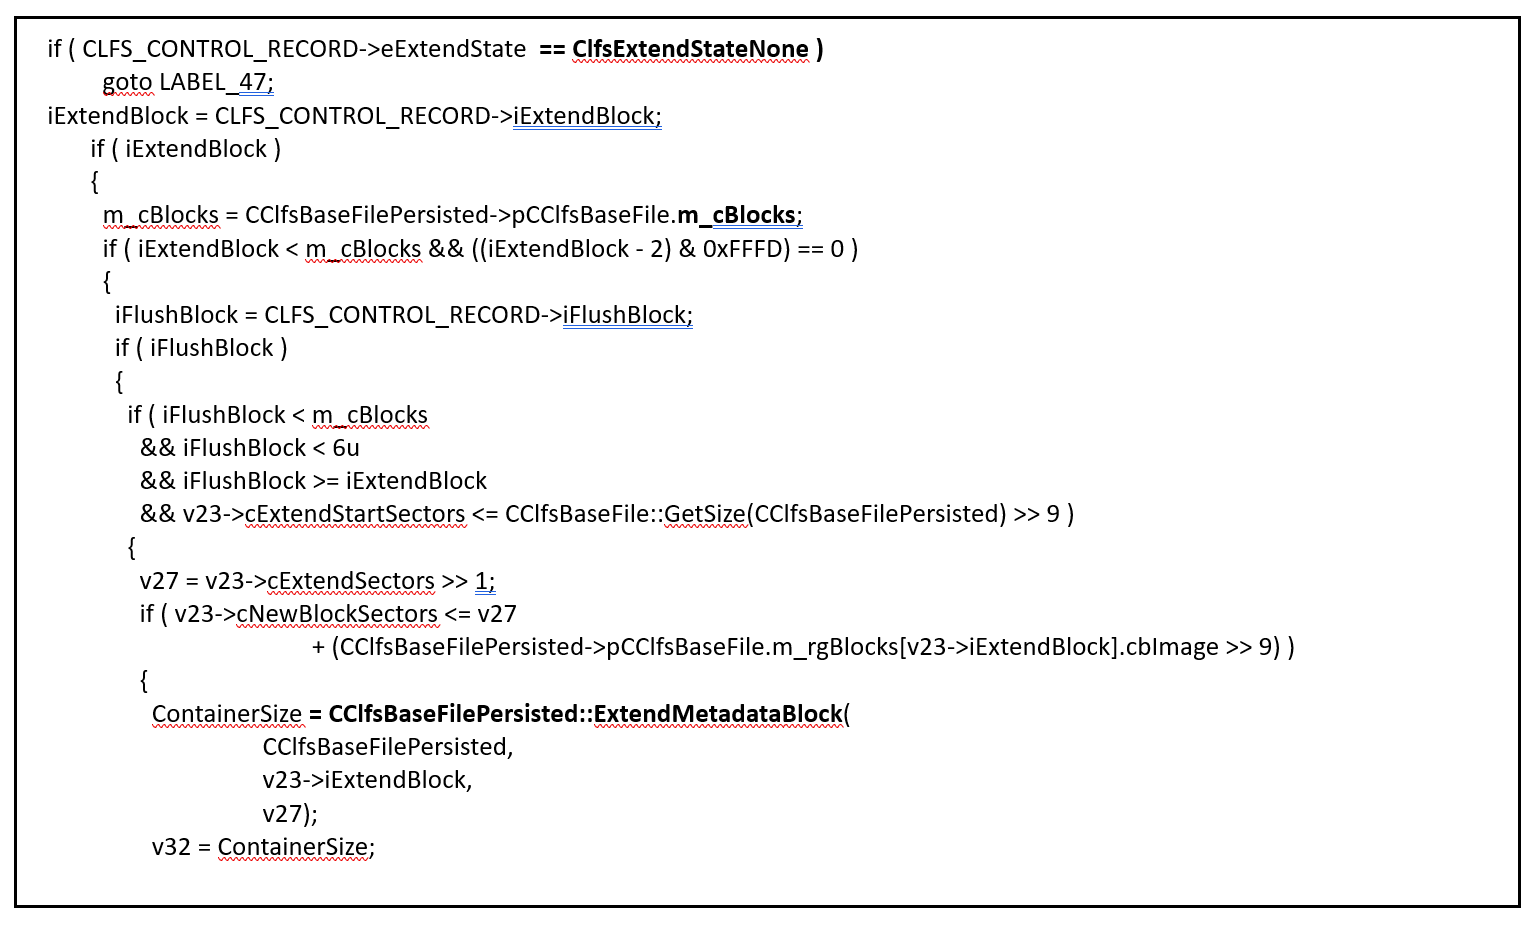 if ( CLFS_CONTROL_RECORD->eExtendState == ClfsExtendStateNone )
goto LABEL_47;
iExtendBlock = CLFS_CONTROL_RECORD->iExtendBlock;
if ( iExtendBlock )
{
m_cBlocks = CClfsBaseFilePersisted->pCClfsBaseFile.m_cBlocks;
if ( iExtendBlock < m_cBlocks && ((iExtendBlock - 2) & 0xFFFD) == 0 )
{
iFlushBlock = CLFS_CONTROL_RECORD->iFlushBlock;
if ( iFlushBlock )
{
if ( iFlushBlock < m_cBlocks
&& iFlushBlock < 6u
&& iFlushBlock >= iExtendBlock
&& v23->cExtendStartSectors <= CClfsBaseFile::GetSize(CClfsBaseFilePersisted) >> 9 )
{
v27 = v23->cExtendSectors >> 1;
if ( v23->cNewBlockSectors <= v27
+ (CClfsBaseFilePersisted->pCClfsBaseFile.m_rgBlocks[v23->iExtendBlock].cbImage >> 9) )
{
ContainerSize = CClfsBaseFilePersisted::ExtendMetadataBlock(
CClfsBaseFilePersisted,
v23->iExtendBlock,
v27);
v32 = ContainerSize;